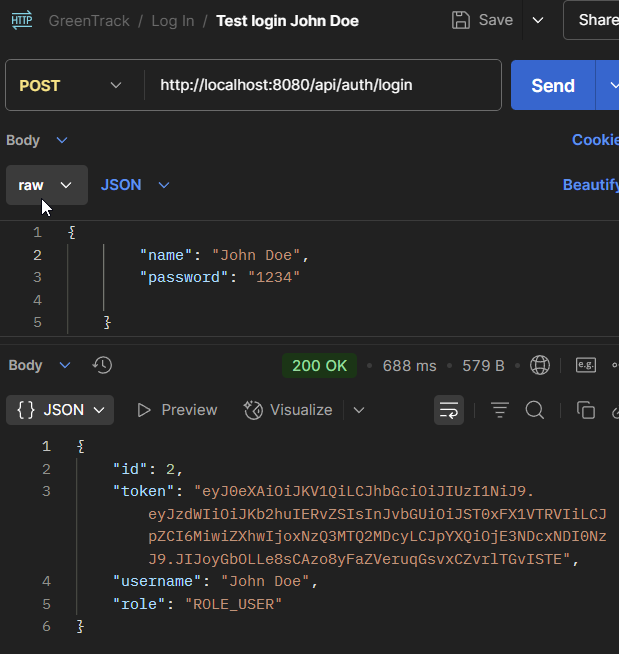 HTTP GreenTrack / Log In / Test login John Doe Save Share
POST http://localhost:8080/api/auth/login Send
Body Cookie
raw JSON Beautify
1 {
2 "name": "John Doe",
3 "password": "1234"
4
5 }
Body 200 OK • 688 ms • 579 B • e.g.
{} JSON Preview Visualize
1 {
2 "id": 2,
3 "token": "eyJ0eXAiOiJKV1QiLCJhbGciOiJIUzI1NiJ9.
eyJzdWIiOiJKb2huIERvZSIsInJvbGUiOiJST0xFX1VTRVIiLCJ
pZCI6MiwiZXhwIjoxNzQ3MTQ2MDcyLCJpYXQiOjE3NDcxNDI0Nz
J9.JIJoyGbOLLe8sCAzo8yFaZVeruqGsvxCZvrlTGvISTE",
4 "username": "John Doe",
5 "role": "ROLE_USER"
6 }